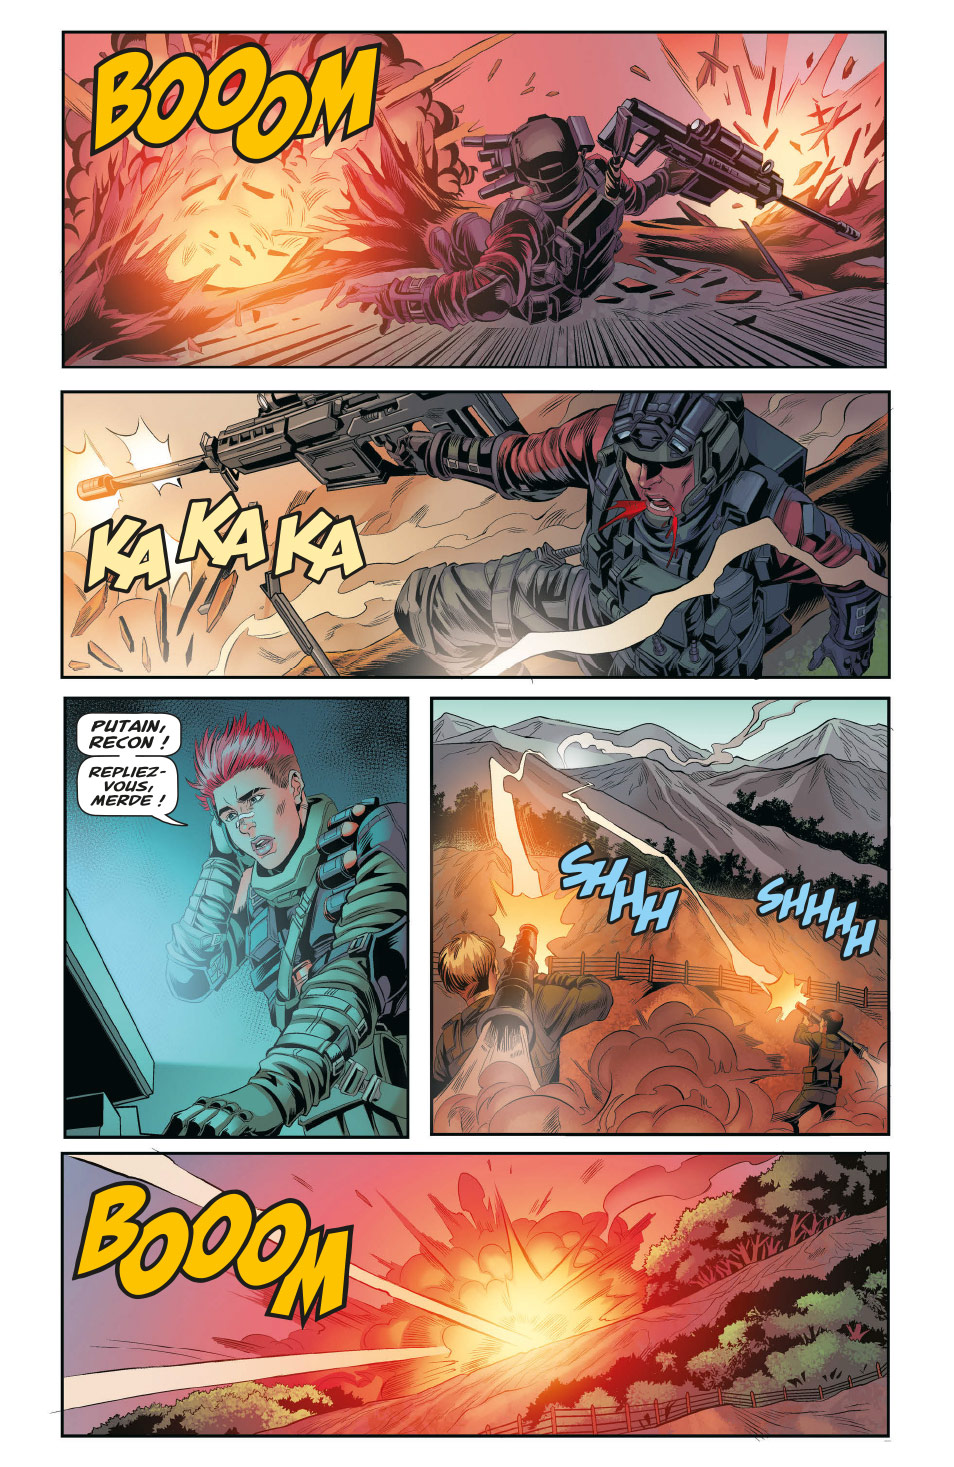 BOOOM
KA KA KA
PUTAIN,
RECON !
REPLIEZ-
VOUS,
MERDE !
SHHH
SHHHH
BOOOM